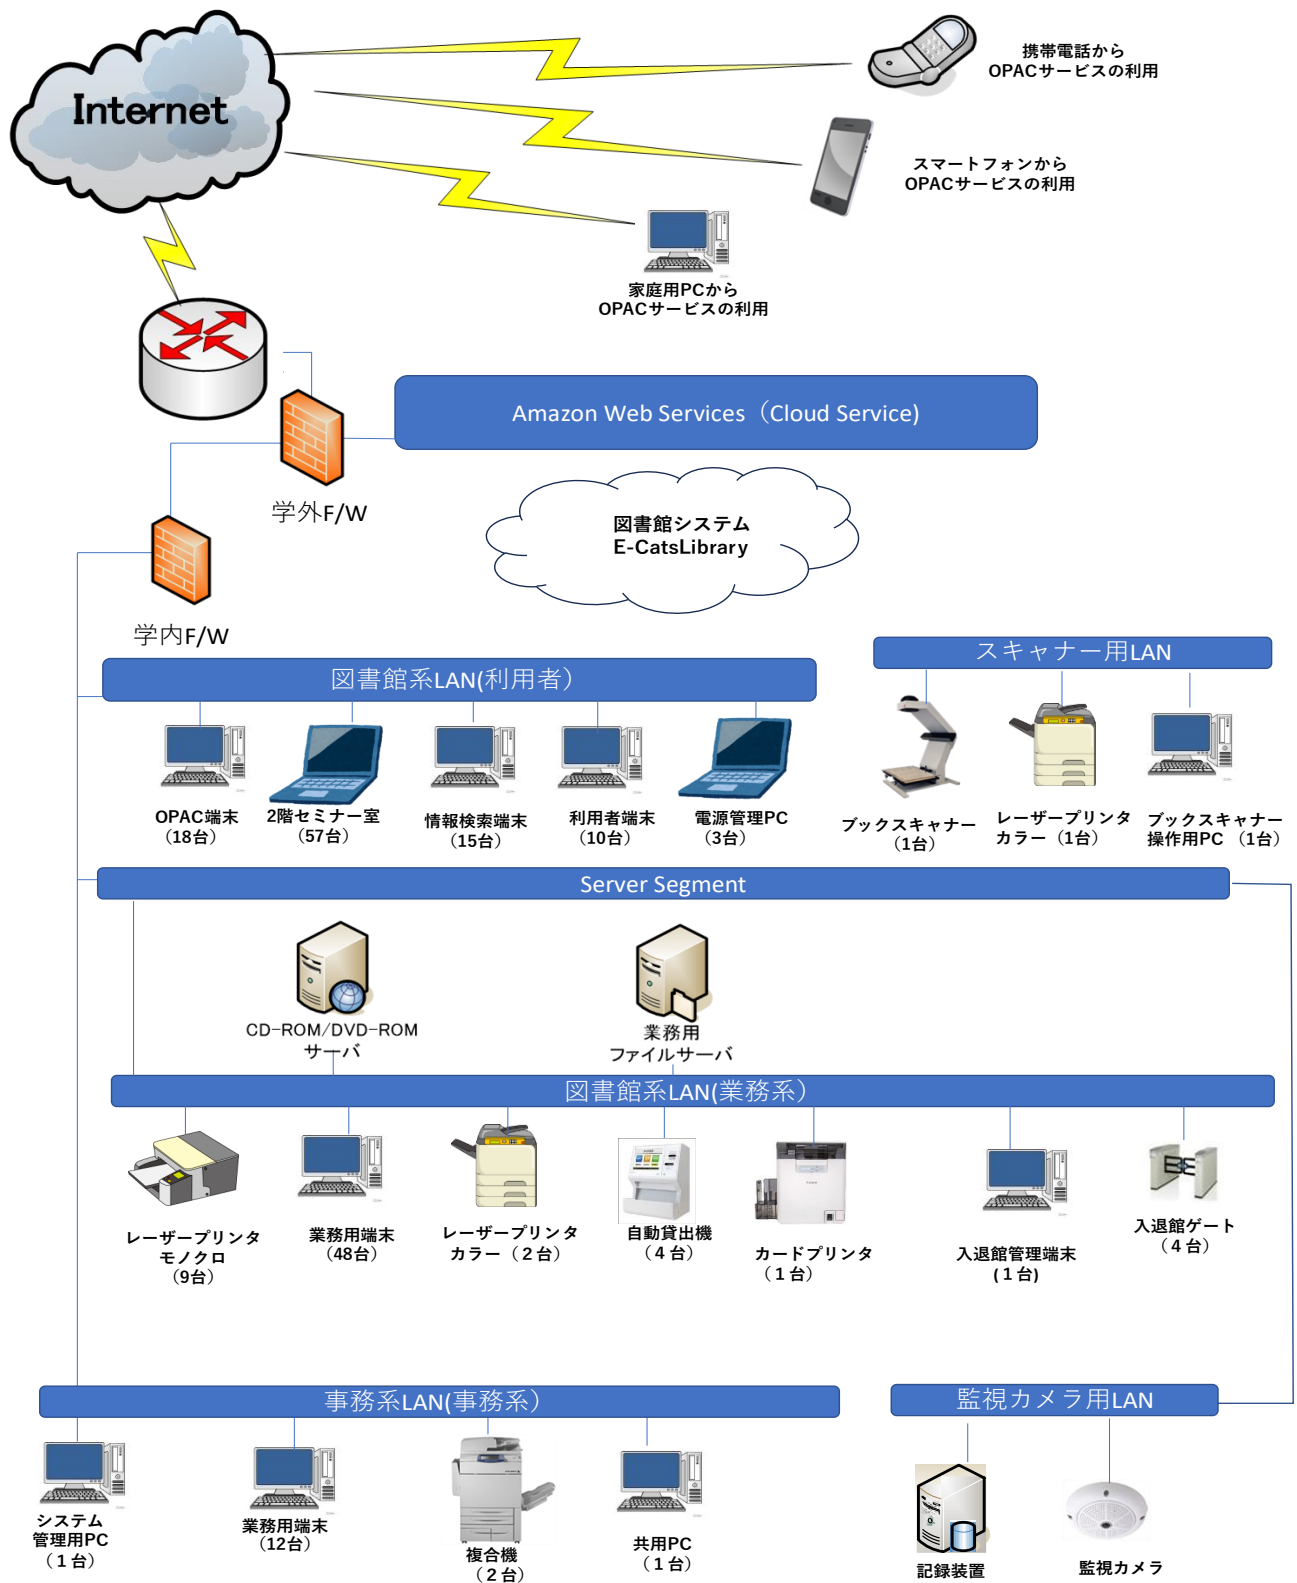 Internet
携帯電話から
OPACサービスの利用
スマートフォンから
OPACサービスの利用
家庭用PCから
OPACサービスの利用
Amazon Web Services（Cloud Service)
学外F/W
図書館システム
E-CatsLibrary
学内F/W
図書館系LAN(利用者）
スキャナー用LAN
OPAC端末
（18台）
2階セミナー室
（57台）
情報検索端末
（15台）
利用者端末
（10台）
電源管理PC
（3台）
ブックスキャナー
（1台）
レーザープリンタ
カラー（1台）
ブックスキャナー
操作用PC （1台）
Server Segment
CD-ROM/DVD-ROM
サーバ
業務用
ファイルサーバ
図書館系LAN(業務系）
レーザープリンタ
モノクロ
（9台）
業務用端末
（48台）
レーザープリンタ
カラー（２台）
自動貸出機
（４台）
カードプリンタ
（１台）
入退館管理端末
(１台)
入退館ゲート
（４台）
事務系LAN(事務系）
監視カメラ用LAN
システム
管理用PC
（１台）
業務用端末
（12台）
複合機
（２台）
共用PC
（１台）
記録装置
監視カメラ